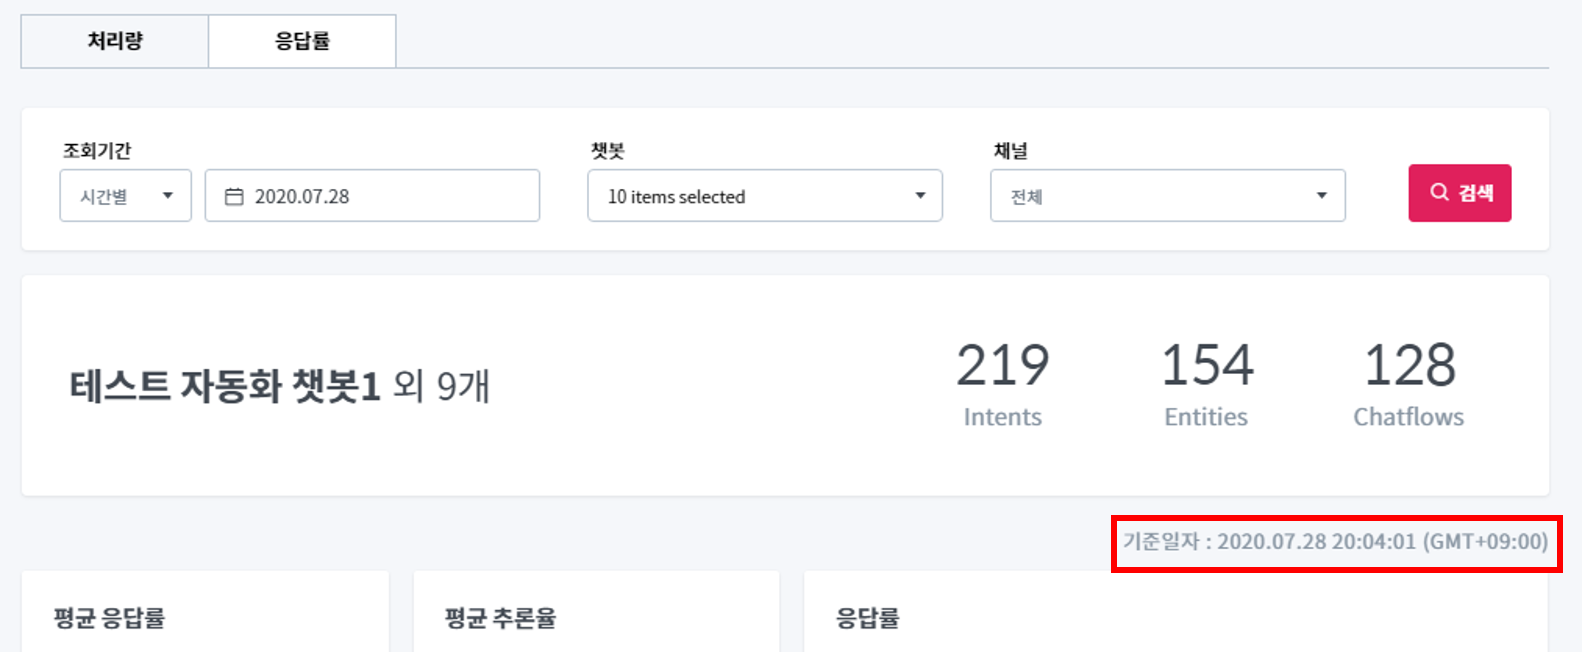 처리량 응답률
조회기간 챗봇 채널
시간별 2020.07.28 10 items selected 전체 검색
219 154 128
테스트 자동화 챗봇1 외 9개
Intents Entities Chatflows
기준일자 : 2020.07.28 20:04:01 (GMT+09:00)
평균 응답률 평균 추론율 응답률